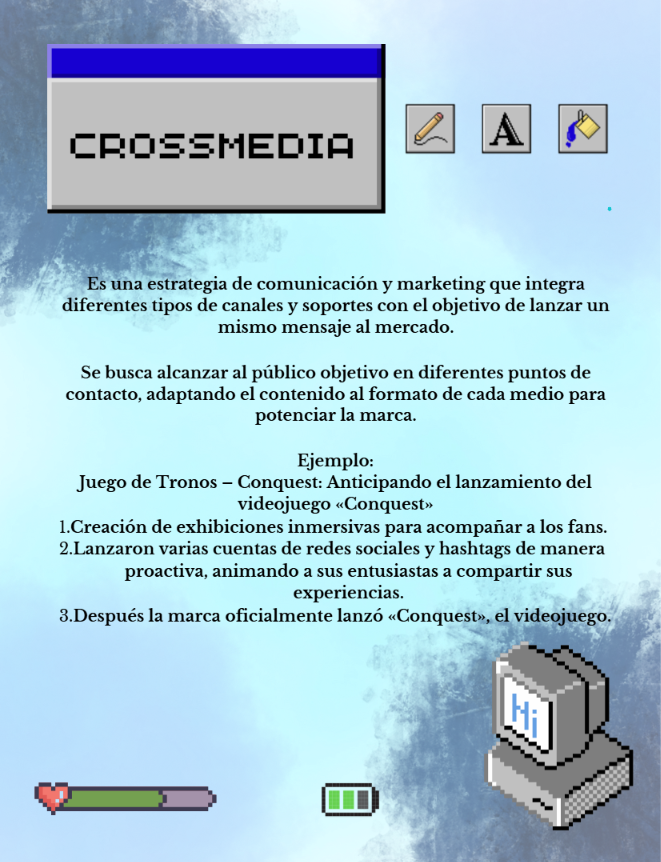 CROSSMEDIA
A
Es una estrategia de comunicación y marketing que integra
diferentes tipos de canales y soportes con el objetivo de lanzar un
mismo mensaje al mercado.
Se busca alcanzar al público objetivo en diferentes puntos de
contacto, adaptando el contenido al formato de cada medio para
potenciar la marca.
Ejemplo:
Juego de Tronos – Conquest: Anticipando el lanzamiento del
videojuego «Conquest»
1.Creación de exhibiciones inmersivas para acompañar a los fans.
2.Lanzaron varias cuentas de redes sociales y hashtags de manera
proactiva, animando a sus entusiastas a compartir sus
experiencias.
3.Después la marca oficialmente lanzó «Conquest», el videojuego.
Hi